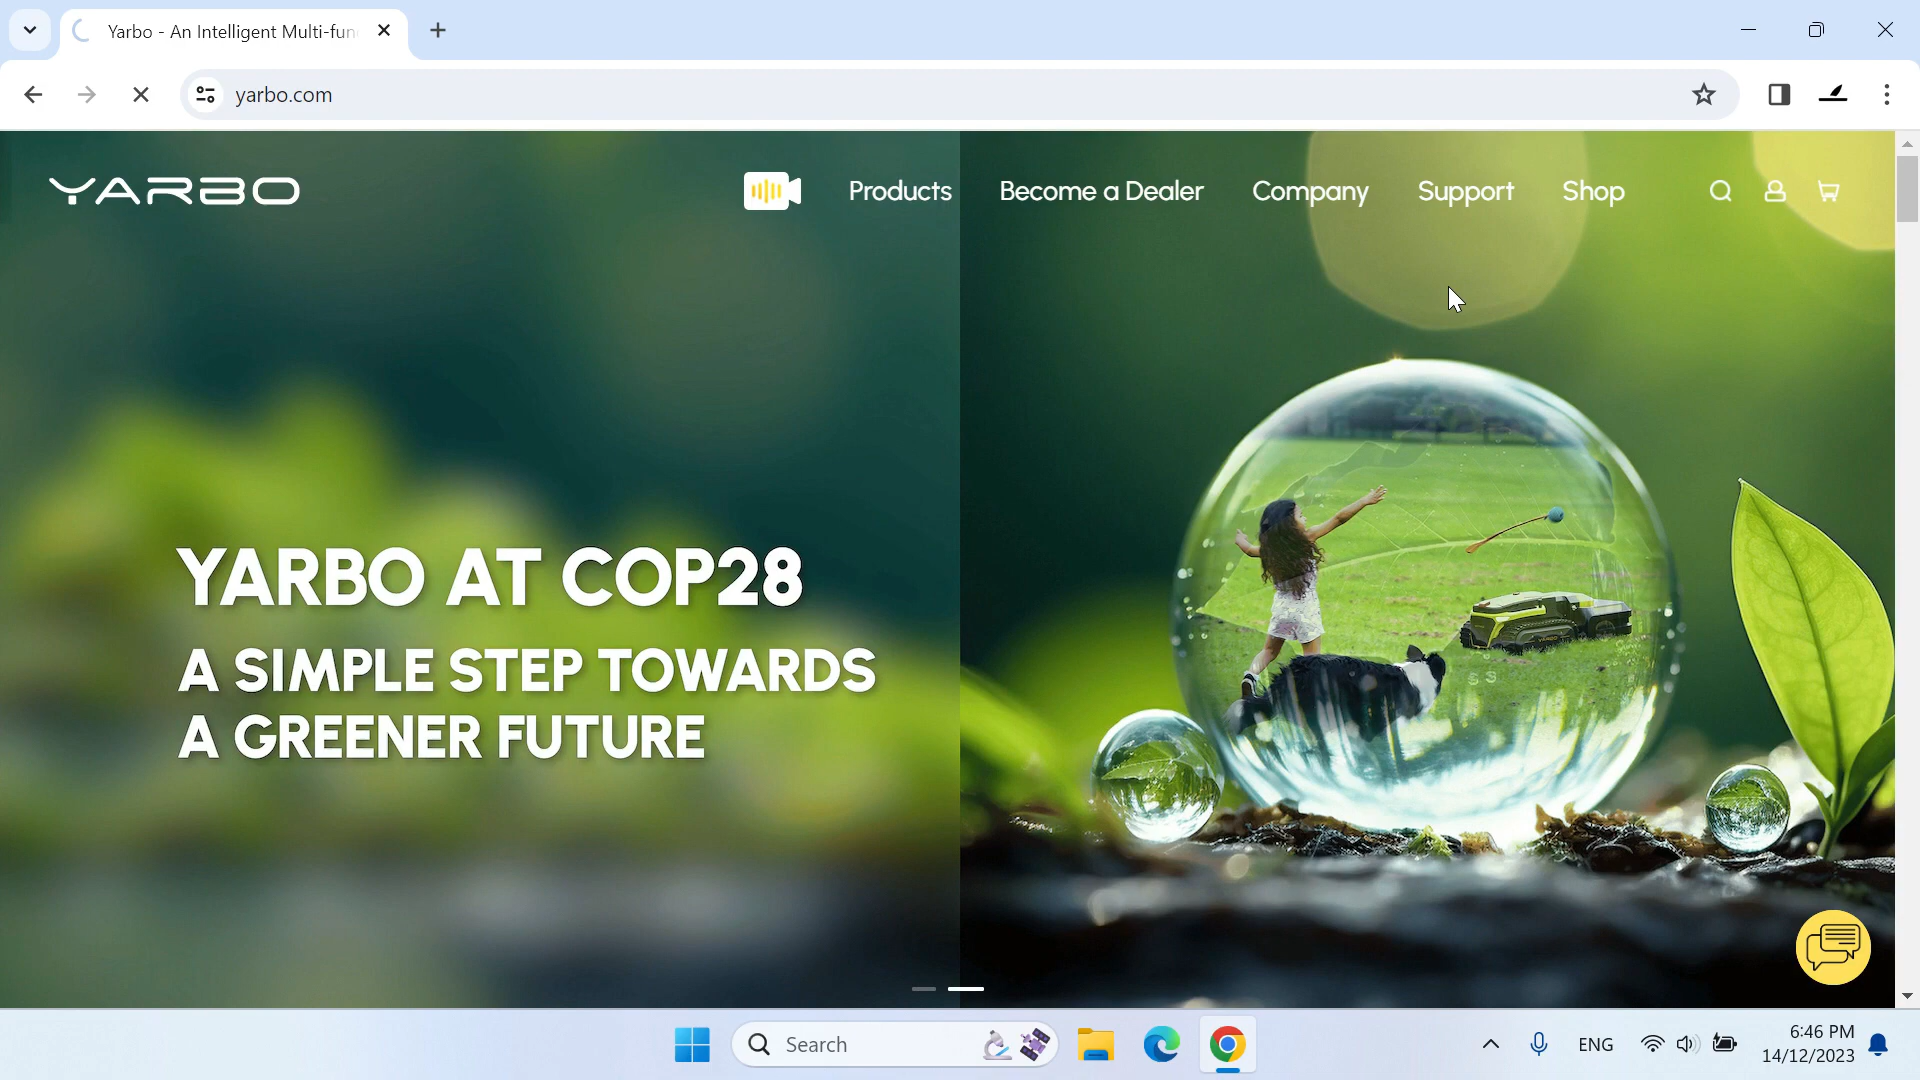 Yarbo - An Intelligent Multi-fun
yarbo.com
YARBO
Products
Become a Dealer
Company
Support
Shop
YARBO AT COP28
A SIMPLE STEP TOWARDS
A GREENER FUTURE
YARBO
Search
ENG
6:46 PM
14/12/2023